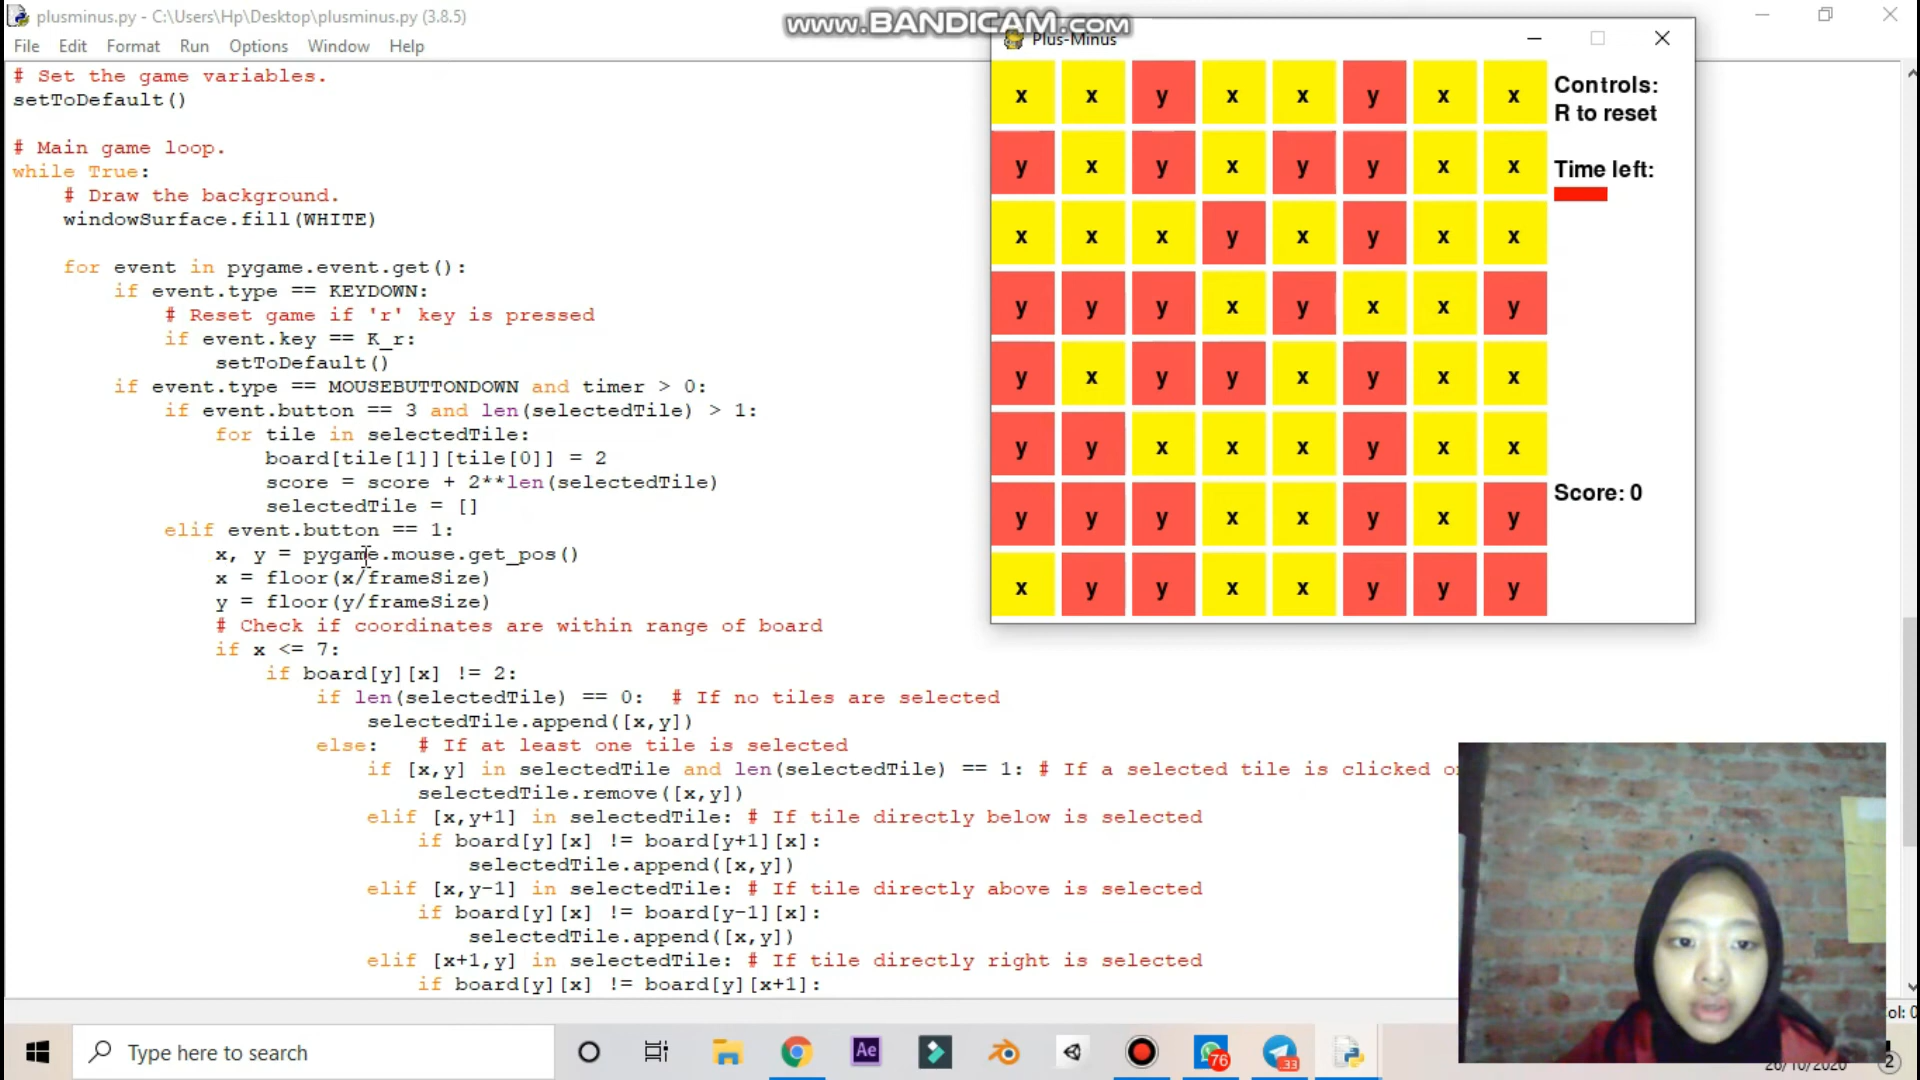 plusminus.py - C:\Users\Hp\Desktop\plusminus.py (3.8.5)
www.BANDICAM.com
File Edit Format Run Options Window Help
# Set the game variables.
setToDefault()
# Main game loop.
while True:
# Draw the background.
windowSurface.fill(WHITE)
for event in pygame.event.get():
if event.type == KEYDOWN:
# Reset game if 'r' key is pressed
if event.key == K_r:
setToDefault()
if event.type == MOUSEBUTTONDOWN and timer > 0:
if event.button == 3 and len(selectedTile) > 1:
for tile in selectedTile:
board[tile[1]][tile[0]] = 2
score = score + 2**len(selectedTile)
selectedTile = []
elif event.button == 1:
x, y = pygame.mouse.get_pos()
x = floor(x/frameSize)
y = floor(y/frameSize)
# Check if coordinates are within range of board
if x <= 7:
if board[y][x] != 2:
if len(selectedTile) == 0: # If no tiles are selected
selectedTile.append([x,y])
else: # If at least one tile is selected
if [x,y] in selectedTile and len(selectedTile) == 1: # If a selected tile is clicked
selectedTile.remove([x,y])
elif [x,y+1] in selectedTile: # If tile directly below is selected
if board[y][x] != board[y+1][x]:
selectedTile.append([x,y])
elif [x,y-1] in selectedTile: # If tile directly above is selected
if board[y][x] != board[y-1][x]:
selectedTile.append([x,y])
elif [x+1,y] in selectedTile: # If tile directly right is selected
if board[y][x] != board[y][x+1]:
Plus-Minus
x x y x x y x x
y x y x y y x x
x x x y x y x x
y y y x y x x y
y x y y x y x x
y y x x x y x x
y y y x x y x y
x y y x x y y y
Controls:
R to reset
Time left:
Score: 0
Type here to search
Ae
76
33
26/10/2020
2